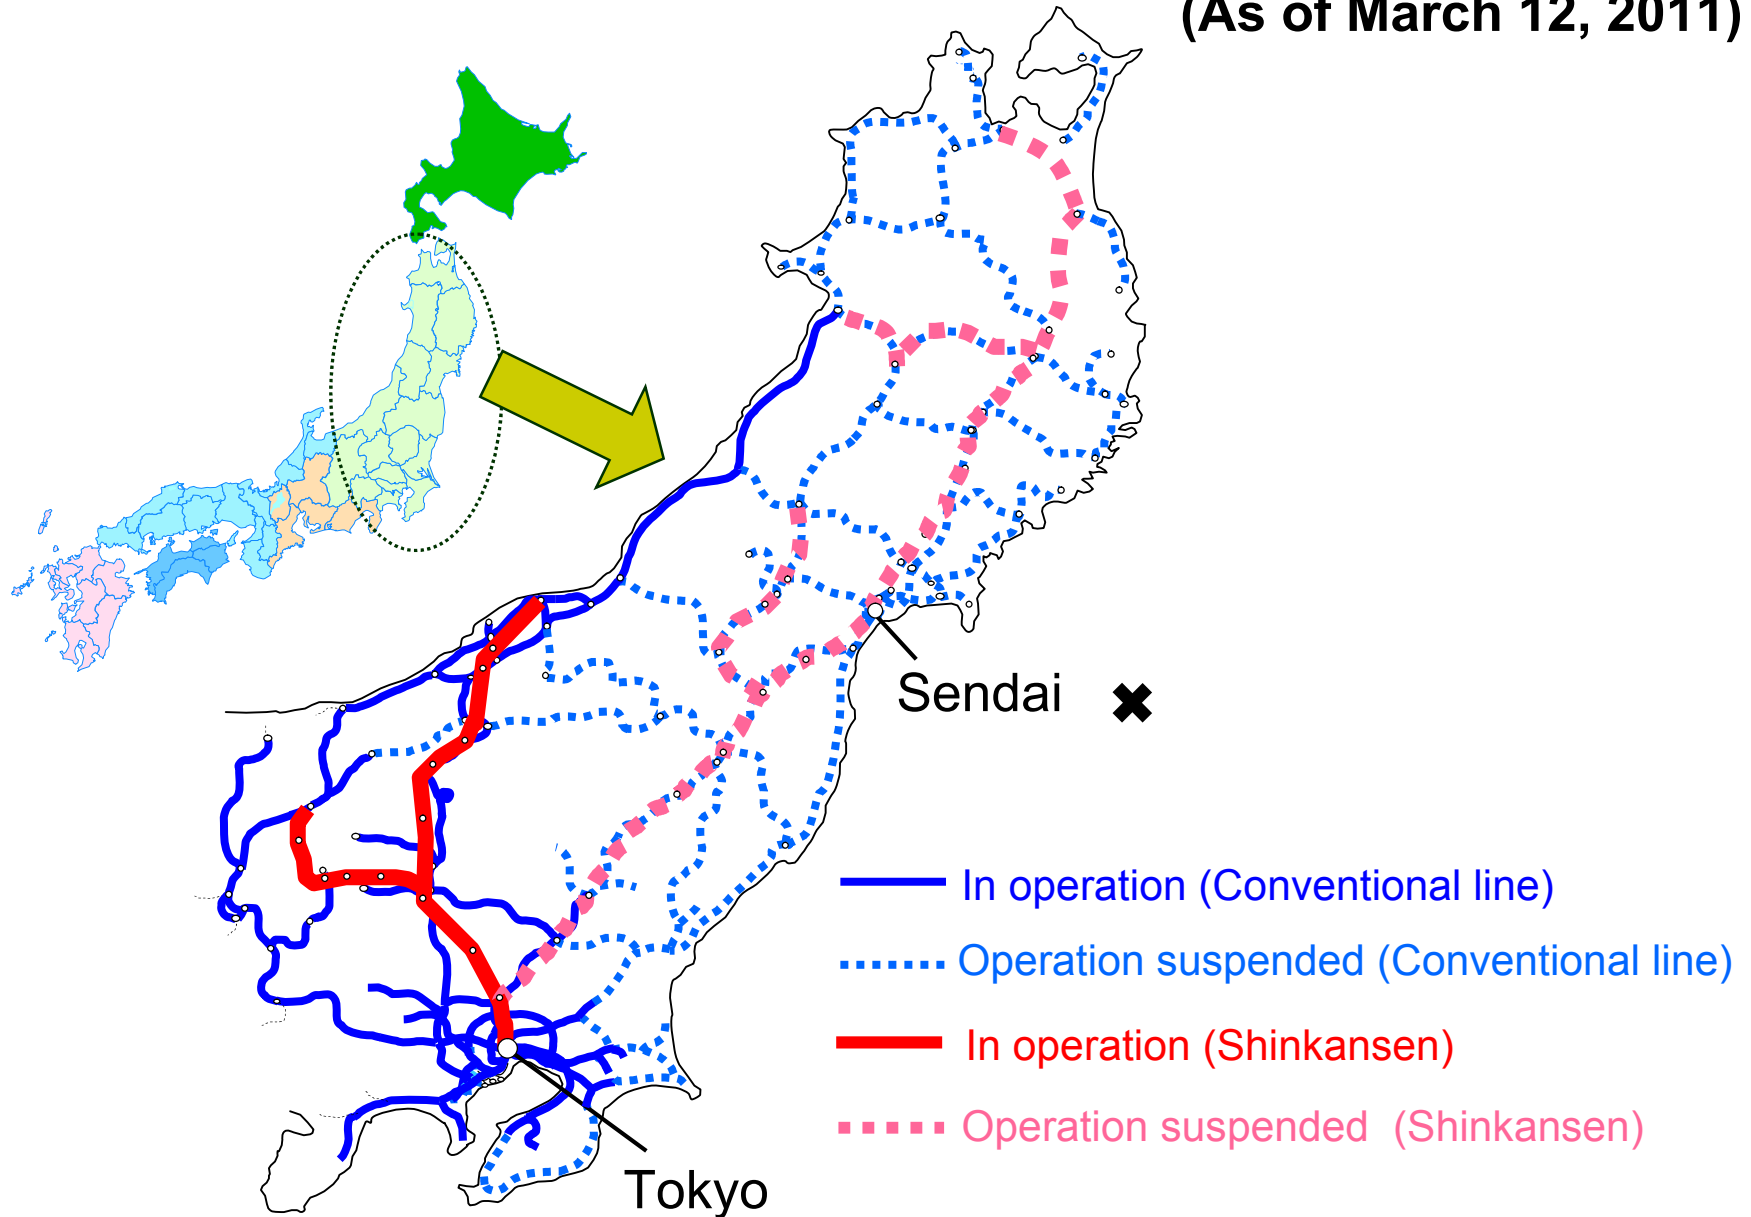 (As of March 12, 2011)
Sendai
In operation (Conventional line)
Operation suspended (Conventional line)
In operation (Shinkansen)
Operation suspended (Shinkansen)
Tokyo